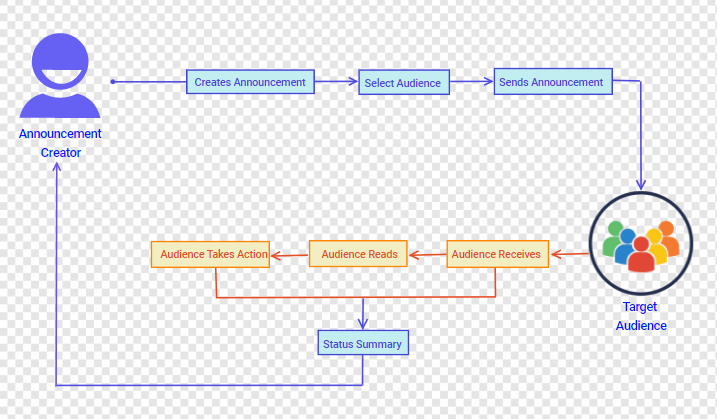 Creates Announcement
Select Audience
Sends Announcement
Announcement
Creator
Audience Takes Action
Audience Reads
Audience Receives
Target
Audience
Status Summary